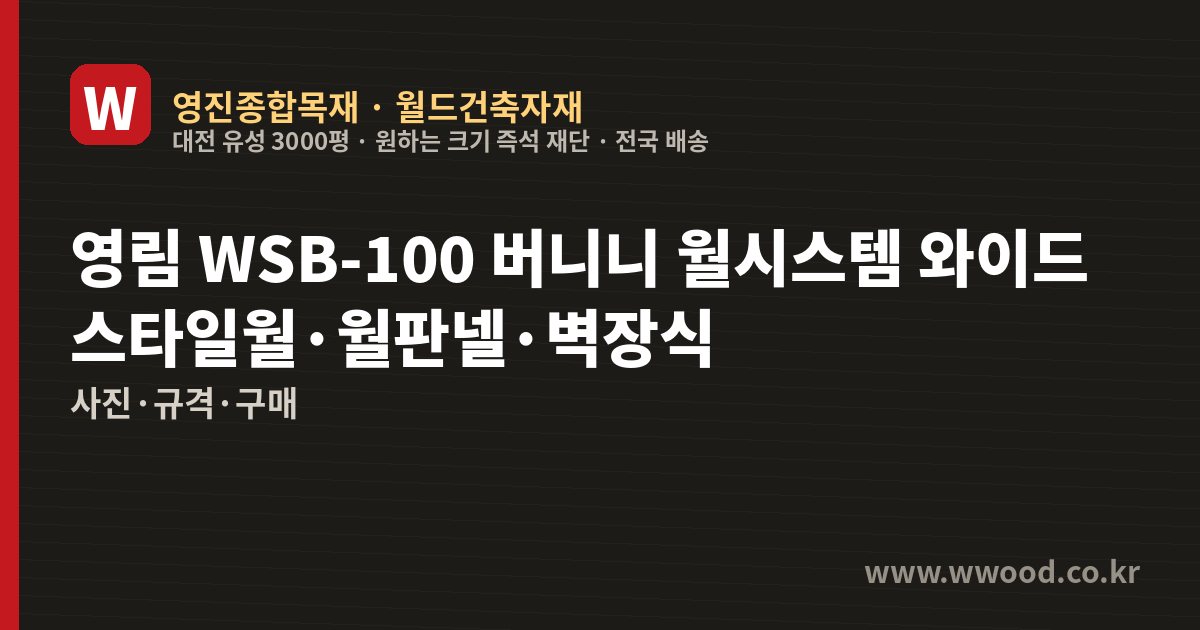 W
영진종합목재 · 월드건축자재
대전 유성 3000평 · 원하는 크기 즉석 재단 · 전국 배송
영림 WSB-100 버니니 월시스템 와이드
스타일월·월판넬·벽장식
사진·규격·구매
www.wwood.co.kr